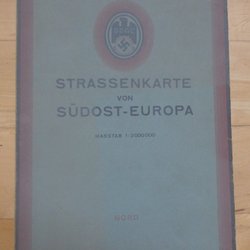 STRASSENKARTE
VON
SÜDOST-EUROPA
MASSTAB 1:2000000
NORD